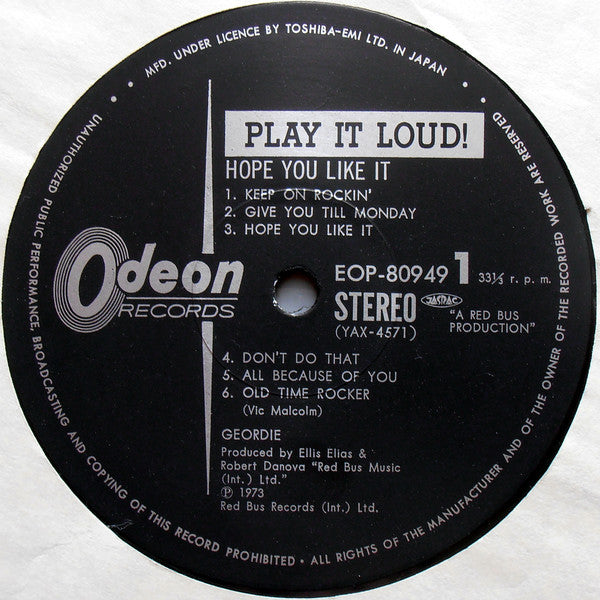 MFD. UNDER LICENCE BY TOSHIBA-EMI LTD. IN JAPAN
PLAY IT LOUD!
HOPE YOU LIKE IT
1. KEEP ON ROCKIN'
2. GIVE YOU TILL MONDAY
3. HOPE YOU LIKE IT
Odeon
RECORDS
EOP-80949 1 33⅓ r. p. m.
STEREO JASRAC
(YAX-4571)
"A RED BUS
PRODUCTION"
4. DON'T DO THAT
5. ALL BECAUSE OF YOU
6. OLD TIME ROCKER
(Vic Malcolm)
GEORDIE
Produced by Ellis Elias &
Robert Danova "Red Bus Music
(Int.) Ltd."
℗ 1973
Red Bus Records (Int.) Ltd.
UNAUTHORIZED PUBLIC PERFORMANCE, BROADCASTING AND COPYING OF THIS RECORD PROHIBITED • ALL RIGHTS OF THE MANUFACTURER AND OF THE OWNER OF THE RECORDED WORK ARE RESERVED